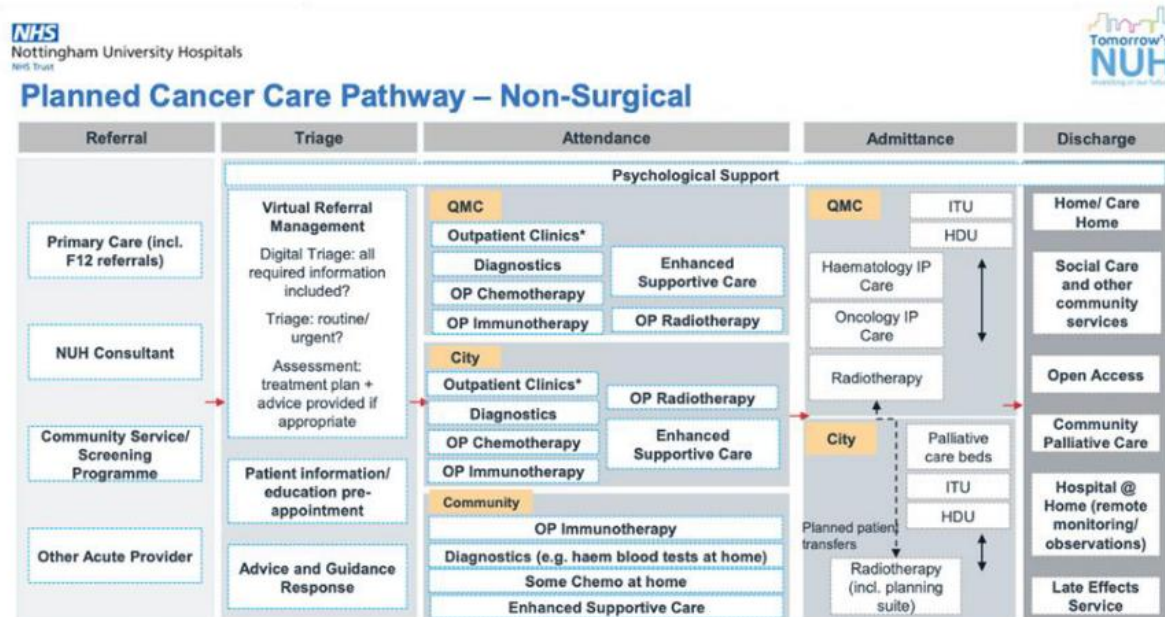 NHS
Nottingham University Hospitals
NHS Trust
Tomorrow's
NUH
Planned Cancer Care Pathway – Non-Surgical
Referral
Triage
Attendance
Admittance
Discharge
Psychological Support
Primary Care (incl.
F12 referrals)
NUH Consultant
Community Service/
Screening
Programme
Other Acute Provider
Virtual Referral
Management
Digital Triage: all
required information
included?
Triage: routine/
urgent?
Assessment:
treatment plan +
advice provided if
appropriate
Patient information/
education pre-
appointment
Advice and Guidance
Response
QMC
Outpatient Clinics*
Diagnostics
OP Chemotherapy
OP Immunotherapy
Enhanced
Supportive Care
OP Radiotherapy
City
Outpatient Clinics*
Diagnostics
OP Chemotherapy
OP Immunotherapy
OP Radiotherapy
Enhanced
Supportive Care
Community
OP Immunotherapy
Diagnostics (e.g. haem blood tests at home)
Some Chemo at home
Enhanced Supportive Care
QMC
ITU
HDU
Haematology IP
Care
Oncology IP
Care
Radiotherapy
City
Palliative
care beds
ITU
HDU
Planned patient
transfers
Radiotherapy
(incl. planning
suite)
Home/ Care
Home
Social Care
and other
community
services
Open Access
Community
Palliative Care
Hospital @
Home (remote
monitoring/
observations)
Late Effects
Service